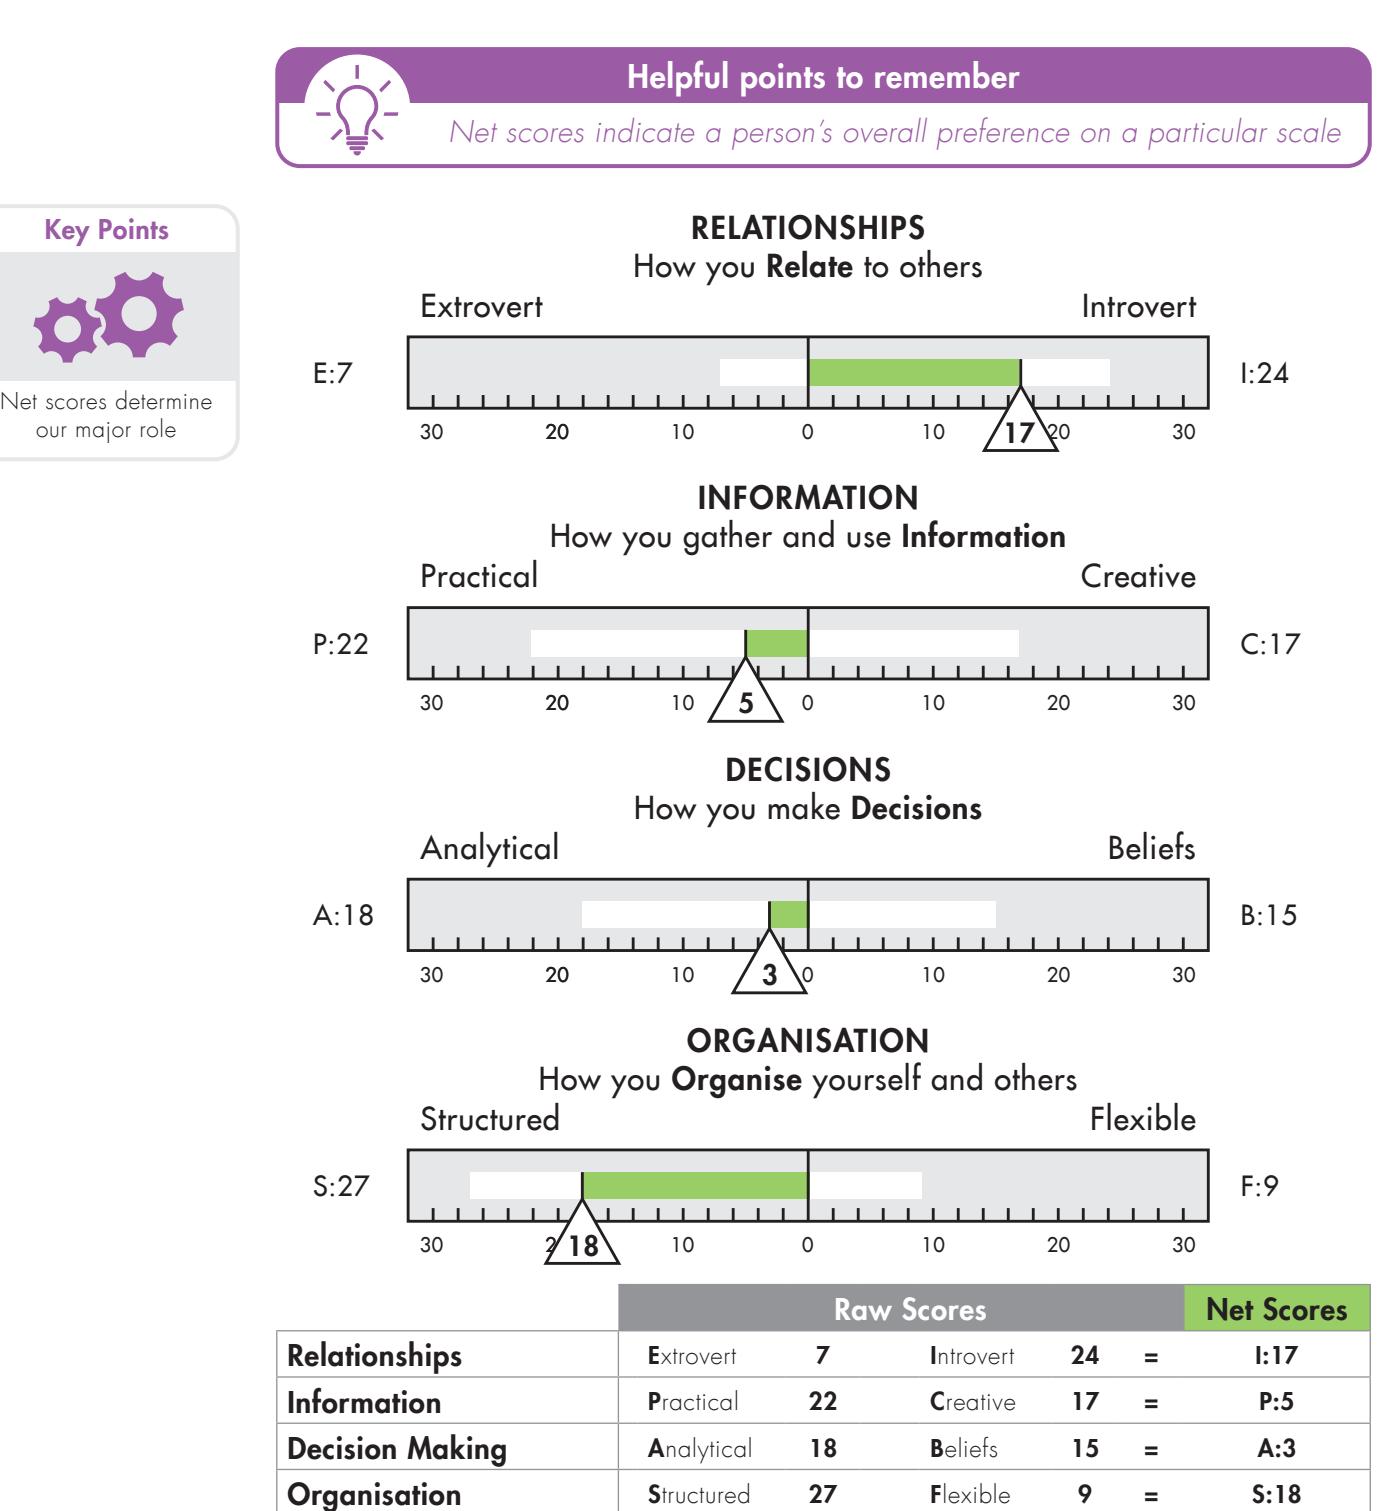 Helpful points to remember
Net scores indicate a person's overall preference on a particular scale
Key Points
Net scores determine
our major role
RELATIONSHIPS
How you Relate to others
Extrovert Introvert
E:7 I:24
30 20 10 0 10 20 30
17
INFORMATION
How you gather and use Information
Practical Creative
P:22 C:17
30 20 10 0 10 20 30
5
DECISIONS
How you make Decisions
Analytical Beliefs
A:18 B:15
30 20 10 0 10 20 30
3
ORGANISATION
How you Organise yourself and others
Structured Flexible
S:27 F:9
30 2 10 0 10 20 30
18
Raw Scores Net Scores
Relationships Extrovert 7 Introvert 24 = I:17
Information Practical 22 Creative 17 = P:5
Decision Making Analytical 18 Beliefs 15 = A:3
Organisation Structured 27 Flexible 9 = S:18